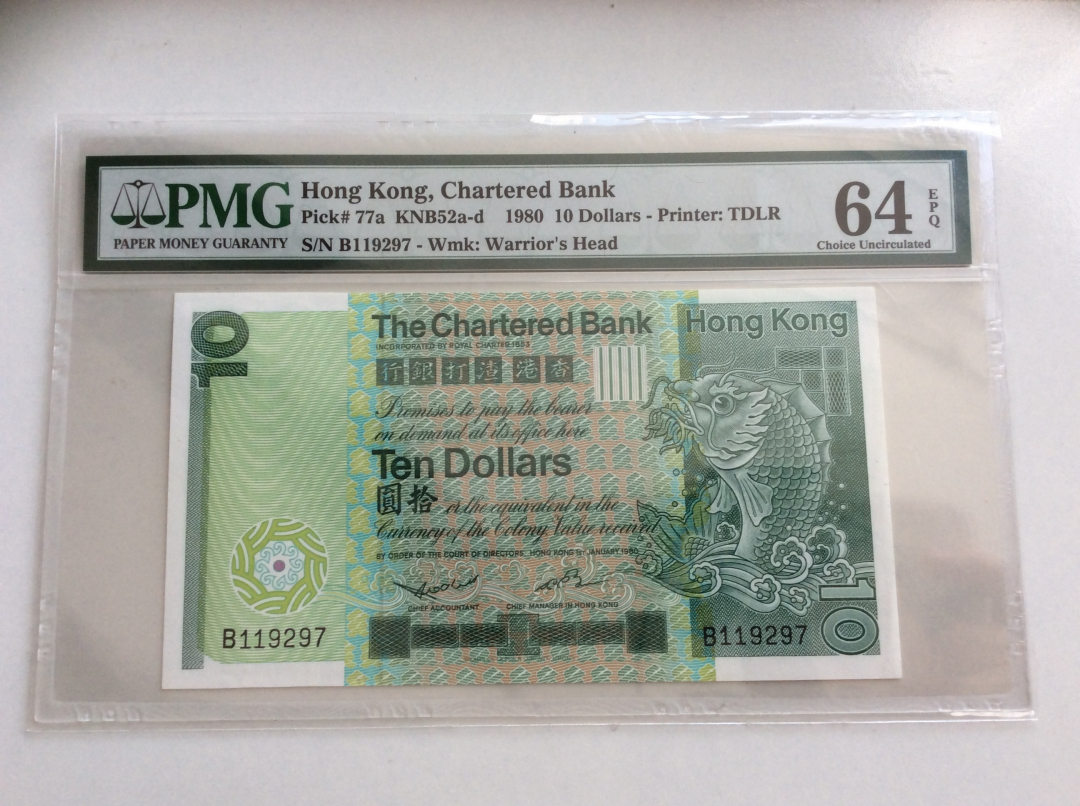 PMG
PAPER MONEY GUARANTY
Hong Kong, Chartered Bank
Pick# 77a KNB52a-d 1980 10 Dollars - Printer: TDLR
S/N B119297 - Wmk: Warrior's Head
64
EPQ
Choice Uncirculated
10
The Chartered Bank
Hong Kong
INCORPORATED BY ROYAL CHARTER 1853
行銀打渣港香
Promises to pay the bearer
on demand at its office here
Ten Dollars
圓拾 or the equivalent in the
Currency of the Colony Value received
BY ORDER OF THE COURT OF DIRECTORS, HONG KONG 1ST JANUARY 1980
CHIEF ACCOUNTANT
CHIEF MANAGER IN HONG KONG
B119297
B119297
10